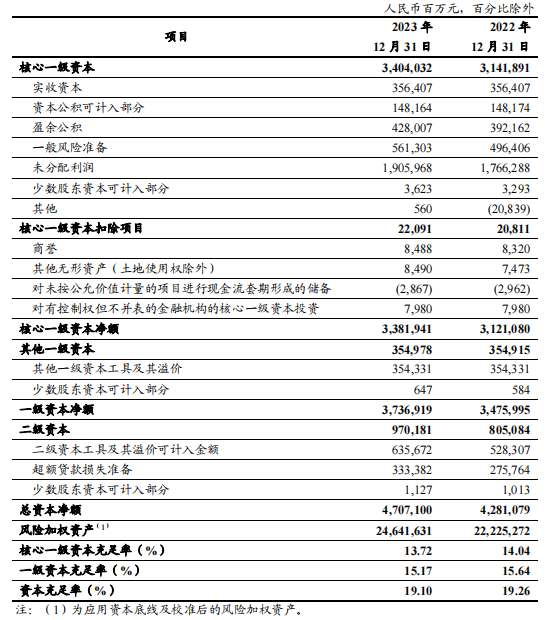 人民币百万元，百分比除外
项目 2023 年 12 月 31 日 2022 年 12 月 31 日
核心一级资本 3,404,032 3,141,891
实收资本 356,407 356,407
资本公积可计入部分 148,164 148,174
盈余公积 428,007 392,162
一般风险准备 561,303 496,406
未分配利润 1,905,968 1,766,288
少数股东资本可计入部分 3,623 3,293
其他 560 (20,839)
核心一级资本扣除项目 22,091 20,811
商誉 8,488 8,320
其他无形资产（土地使用权除外） 8,490 7,473
对未按公允价值计量的项目进行现金流套期形成的储备 (2,867) (2,962)
对有控制权但不并表的金融机构的核心一级资本投资 7,980 7,980
核心一级资本净额 3,381,941 3,121,080
其他一级资本 354,978 354,915
其他一级资本工具及其溢价 354,331 354,331
少数股东资本可计入部分 647 584
一级资本净额 3,736,919 3,475,995
二级资本 970,181 805,084
二级资本工具及其溢价可计入金额 635,672 528,307
超额贷款损失准备 333,382 275,764
少数股东资本可计入部分 1,127 1,013
总资本净额 4,707,100 4,281,079
风险加权资产（1） 24,641,631 22,225,272
核心一级资本充足率（%） 13.72 14.04
一级资本充足率（%） 15.17 15.64
资本充足率（%） 19.10 19.26
注：（1）为应用资本底线及校准后的风险加权资产。